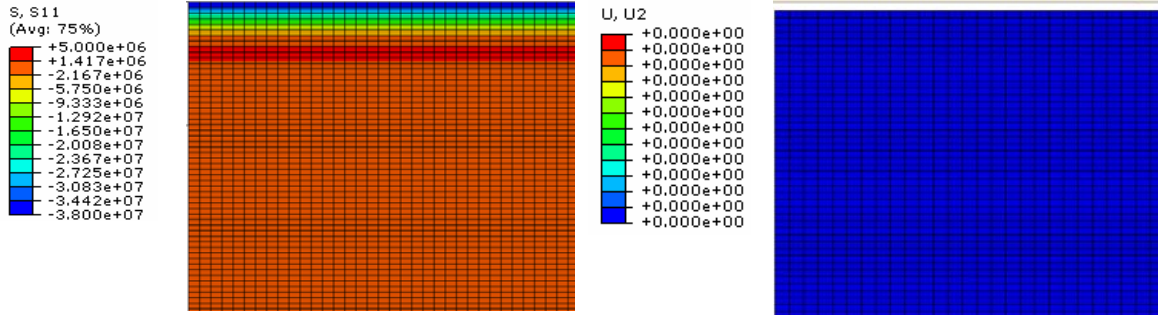 S, S11
(Avg: 75%)
+5.000e+06
+1.417e+06
-2.167e+06
-5.750e+06
-9.333e+06
-1.292e+07
-1.650e+07
-2.008e+07
-2.367e+07
-2.725e+07
-3.083e+07
-3.442e+07
-3.800e+07
U, U2
+0.000e+00
+0.000e+00
+0.000e+00
+0.000e+00
+0.000e+00
+0.000e+00
+0.000e+00
+0.000e+00
+0.000e+00
+0.000e+00
+0.000e+00
+0.000e+00
+0.000e+00